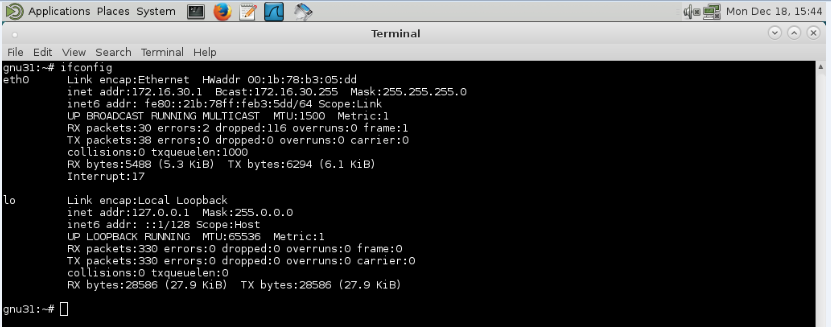 Applications Places System Mon Dec 18, 15:44
Terminal
File Edit View Search Terminal Help
gnu31:~# ifconfig
eth0 Link encap:Ethernet HWaddr 00:1b:78:b3:05:dd
inet addr:172.16.30.1 Bcast:172.16.30.255 Mask:255.255.255.0
inet6 addr: fe80::21b:78ff:feb3:5dd/64 Scope:Link
UP BROADCAST RUNNING MULTICAST MTU:1500 Metric:1
RX packets:30 errors:2 dropped:116 overruns:0 frame:1
TX packets:38 errors:0 dropped:0 overruns:0 carrier:0
collisions:0 txqueuelen:1000
RX bytes:5488 (5.3 KiB) TX bytes:6294 (6.1 KiB)
Interrupt:17
lo Link encap:Local Loopback
inet addr:127.0.0.1 Mask:255.0.0.0
inet6 addr: ::1/128 Scope:Host
UP LOOPBACK RUNNING MTU:65536 Metric:1
RX packets:330 errors:0 dropped:0 overruns:0 frame:0
TX packets:330 errors:0 dropped:0 overruns:0 carrier:0
collisions:0 txqueuelen:0
RX bytes:28586 (27.9 KiB) TX bytes:28586 (27.9 KiB)
gnu31:~#